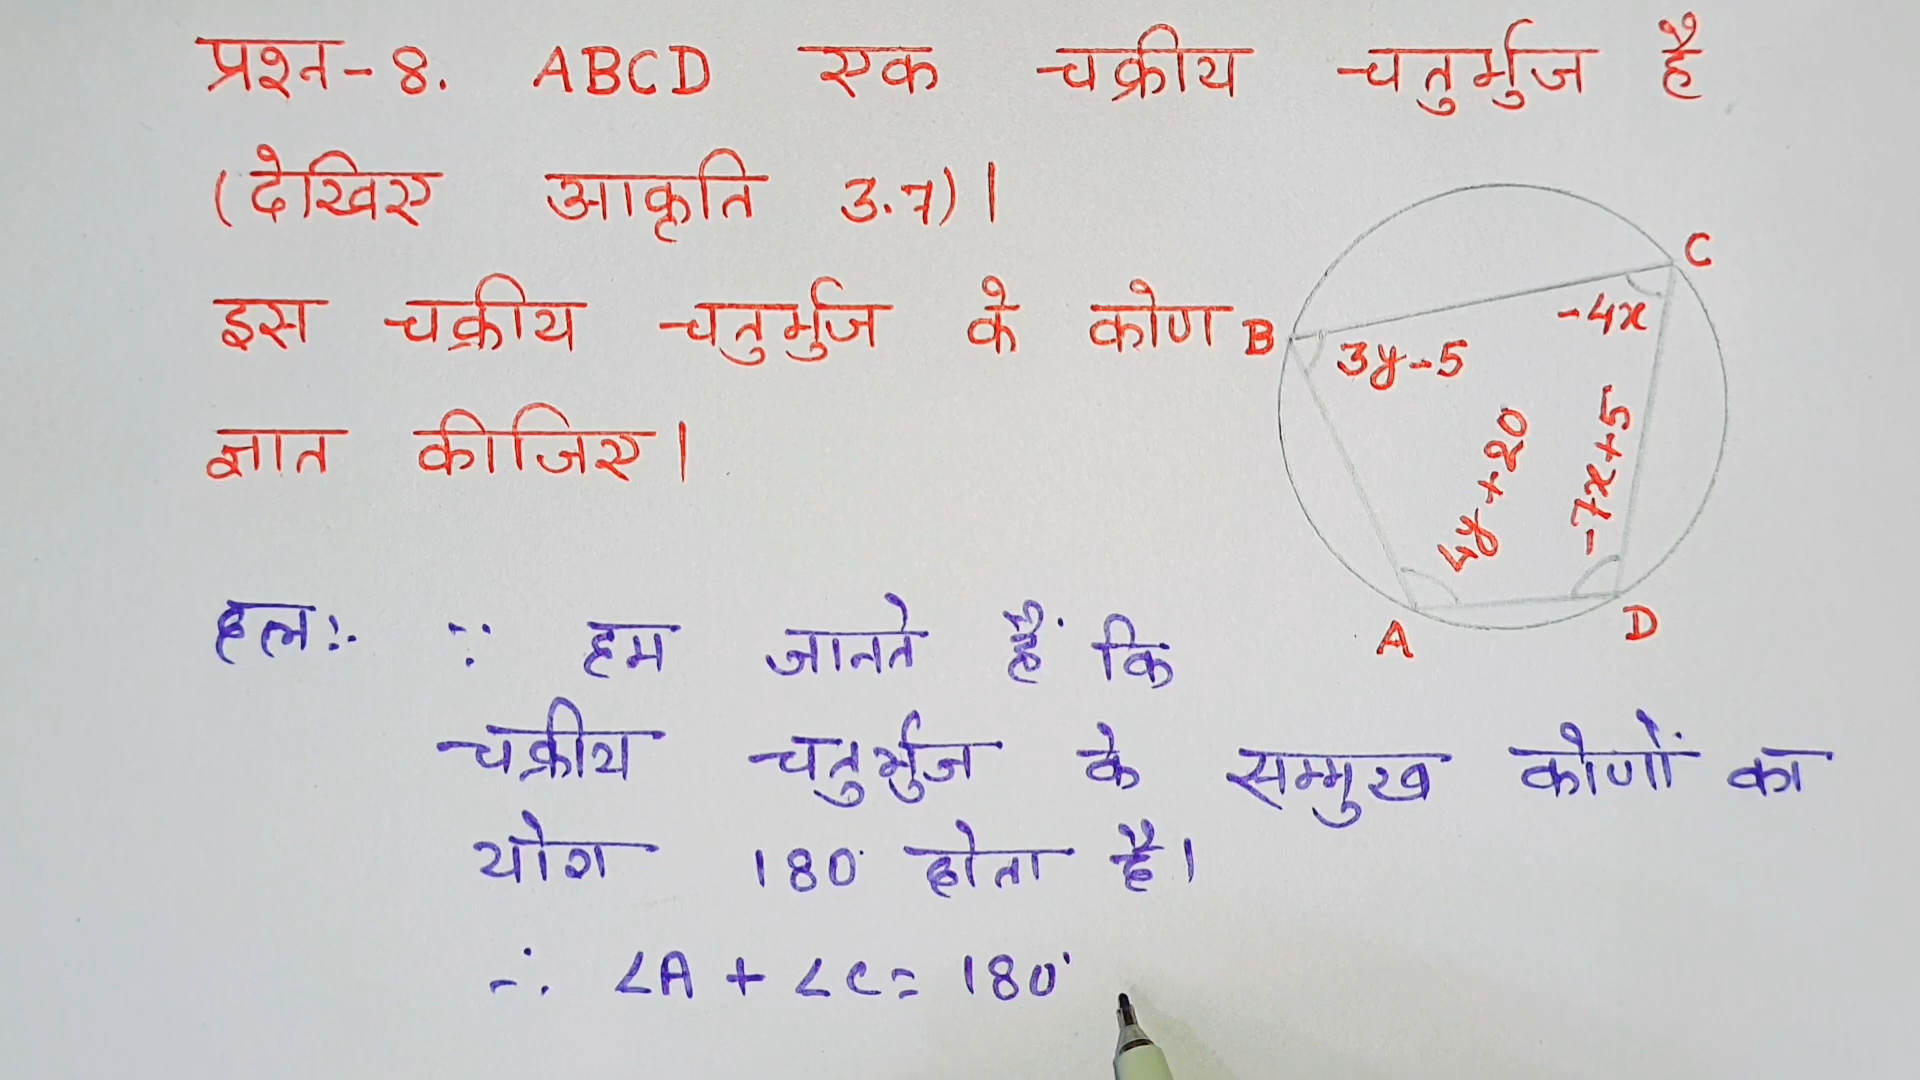 प्रश्न-8. ABCD एक चक्रीय चतुर्भुज है
(देखिए आकृति 3.7)।
इस चक्रीय चतुर्भुज के कोण
ज्ञात कीजिए।
C
B
-4x
3y-5
4y+20
-7x+5
A
D
हलः- ∵ हम जानते हैं कि
चक्रीय चतुर्भुज के सम्मुख कोणों का
योग 180° होता है।
∴ ∠A + ∠C = 180°